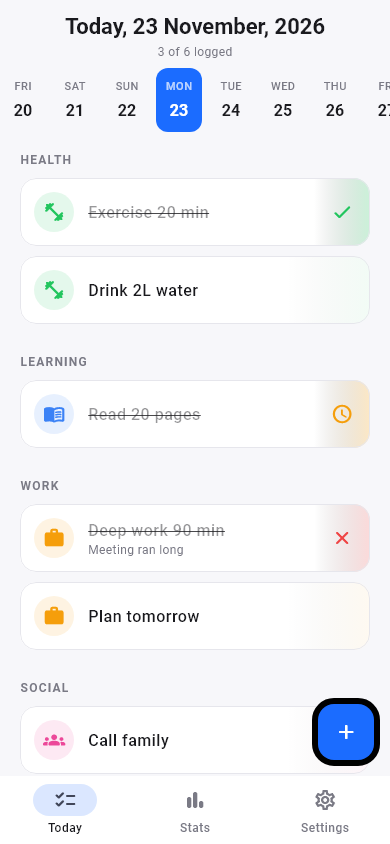 Today, 23 November, 2026
3 of 6 logged
FRI SAT SUN MON TUE WED THU FR
20 21 22 23 24 25 26 27
HEALTH
Exercise 20 min
Drink 2L water
LEARNING
Read 20 pages
WORK
Deep work 90 min
Meeting ran long
Plan tomorrow
SOCIAL
Call family
Today Stats Settings